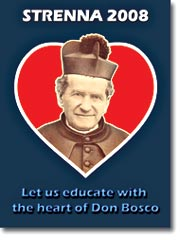 STRENNA 2008
Let us educate with
the heart of Don Bosco